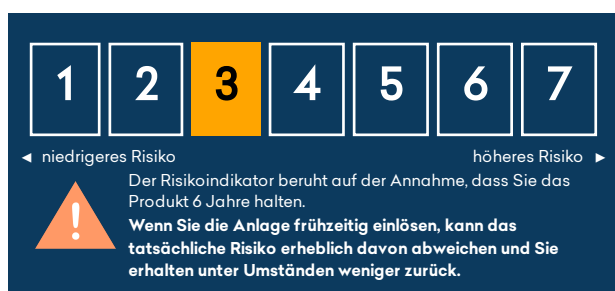 1 2 3 4 5 6 7
◄ niedrigeres Risiko höheres Risiko ►
Der Risikoindikator beruht auf der Annahme, dass Sie das
Produkt 6 Jahre halten.
Wenn Sie die Anlage frühzeitig einlösen, kann das
tatsächliche Risiko erheblich davon abweichen und Sie
erhalten unter Umständen weniger zurück.